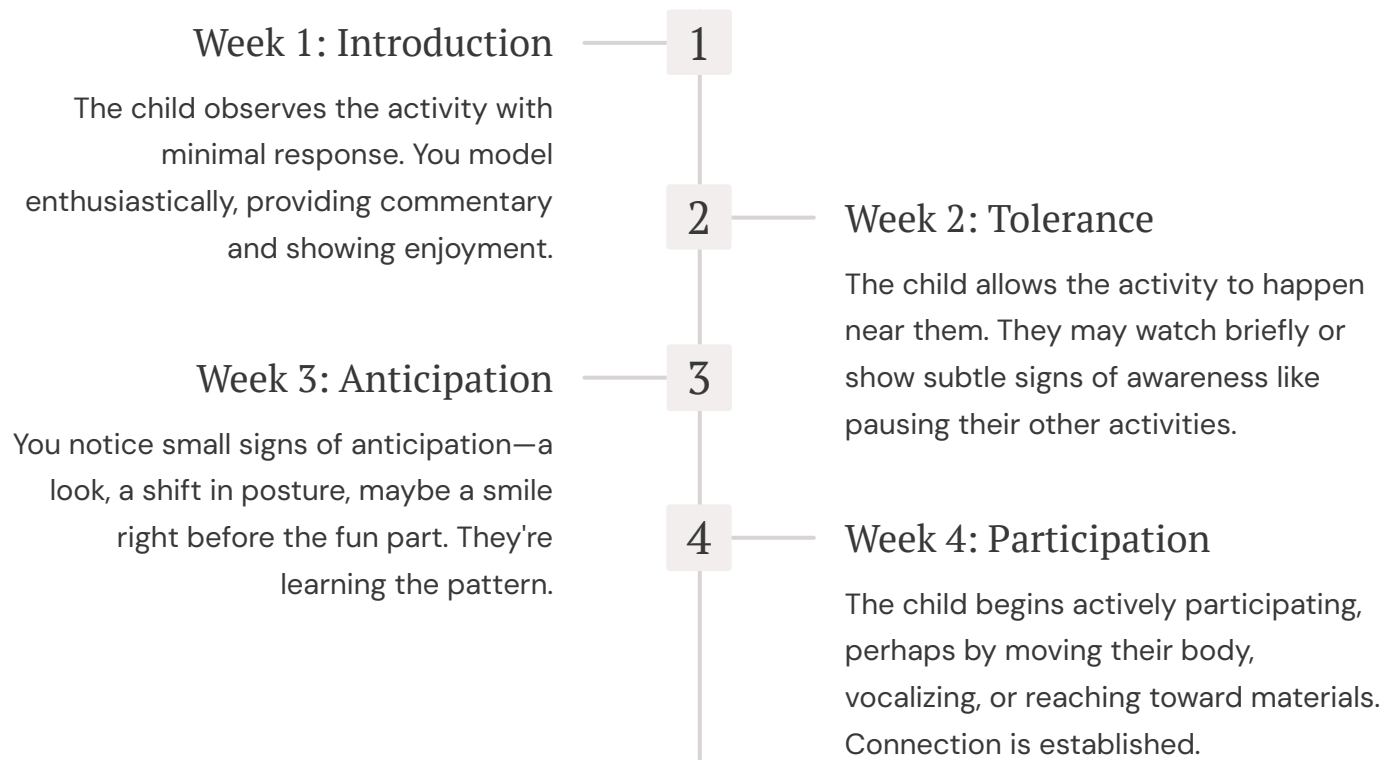 Week 1: Introduction
1
The child observes the activity with
minimal response. You model
enthusiastically, providing commentary
and showing enjoyment.
2
Week 2: Tolerance
The child allows the activity to happen
near them. They may watch briefly or
show subtle signs of awareness like
pausing their other activities.
Week 3: Anticipation
3
You notice small signs of anticipation—a
look, a shift in posture, maybe a smile
right before the fun part. They're
learning the pattern.
4
Week 4: Participation
The child begins actively participating,
perhaps by moving their body,
vocalizing, or reaching toward materials.
Connection is established.